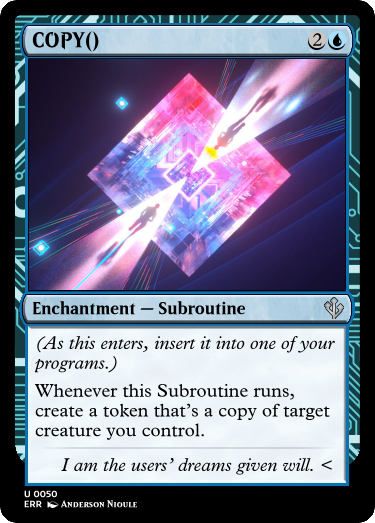 COPY() 2
Enchantment — Subroutine
(As this enters, insert it into one of your
programs.)
Whenever this Subroutine runs,
create a token that's a copy of target
creature you control.
I am the users' dreams given will. <
U 0050
ERR Anderson Nioule